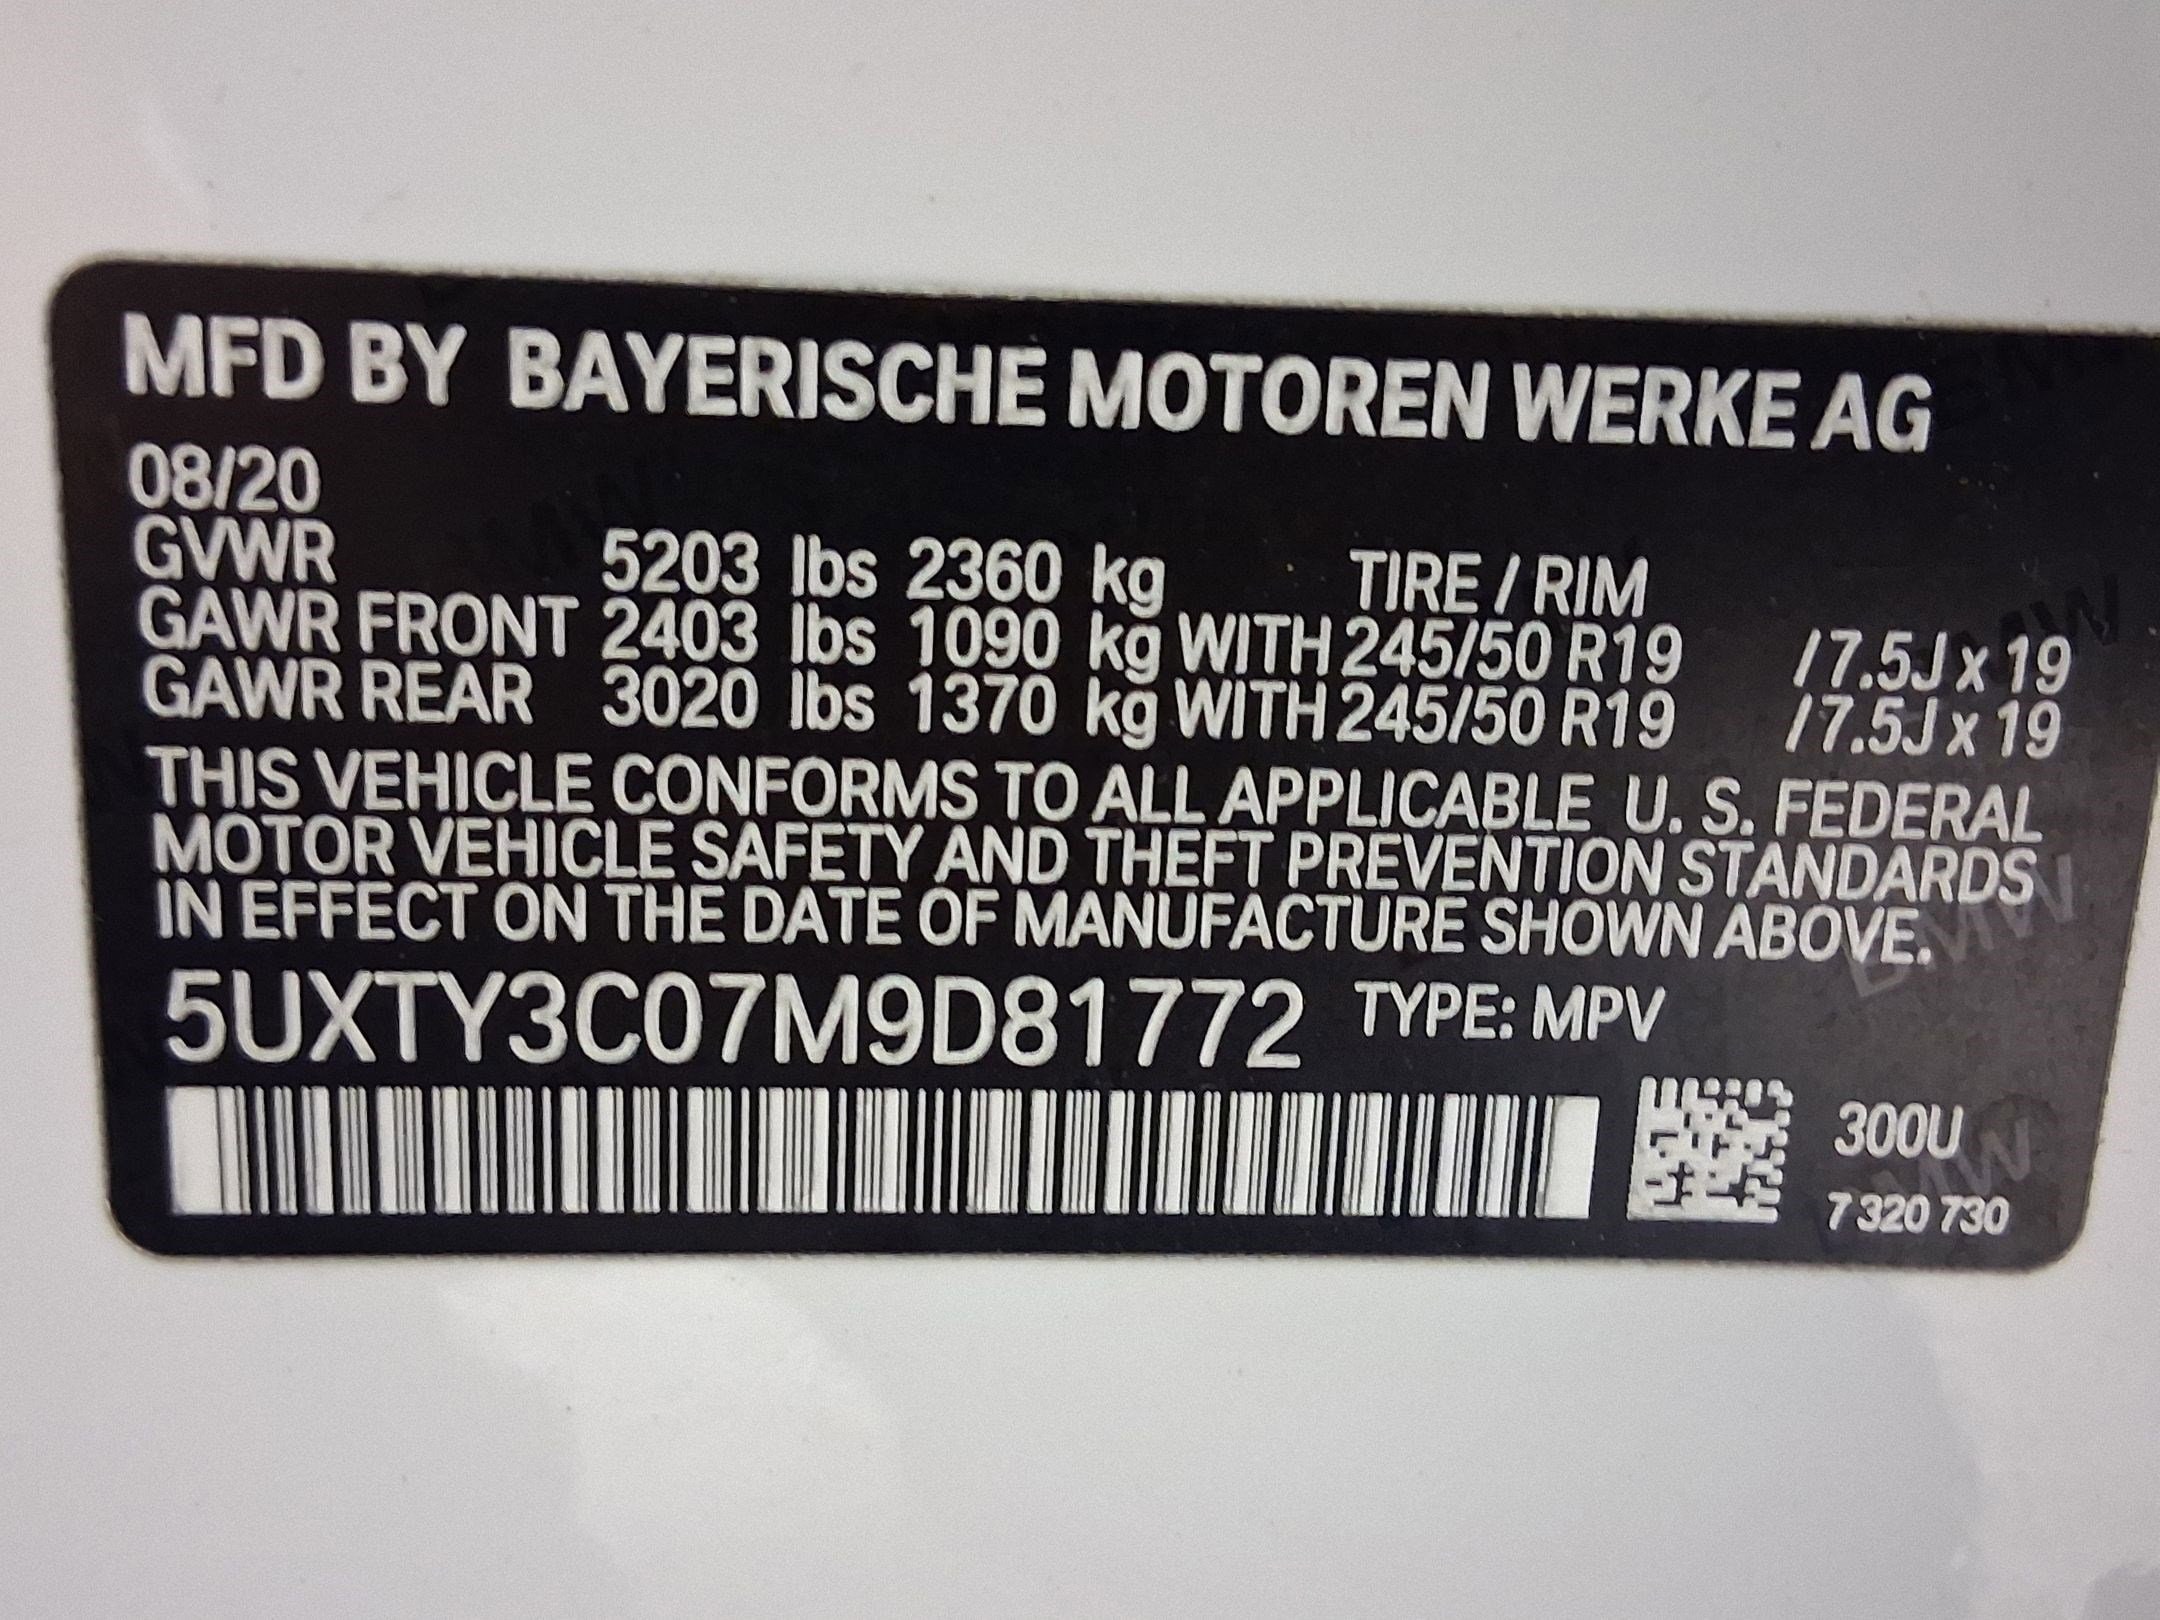 MFD BY BAYERISCHE MOTOREN WERKE AG
08/20
GVWR 5203 lbs 2360 kg TIRE / RIM
GAWR FRONT 2403 lbs 1090 kg WITH 245/50 R19 / 7.5J x 19
GAWR REAR 3020 lbs 1370 kg WITH 245/50 R19 / 7.5J x 19
THIS VEHICLE CONFORMS TO ALL APPLICABLE U. S. FEDERAL
MOTOR VEHICLE SAFETY AND THEFT PREVENTION STANDARDS
IN EFFECT ON THE DATE OF MANUFACTURE SHOWN ABOVE.
5UXTY3C07M9D81772 TYPE: MPV
300U
7 320 730
BMW
BMW
BMW